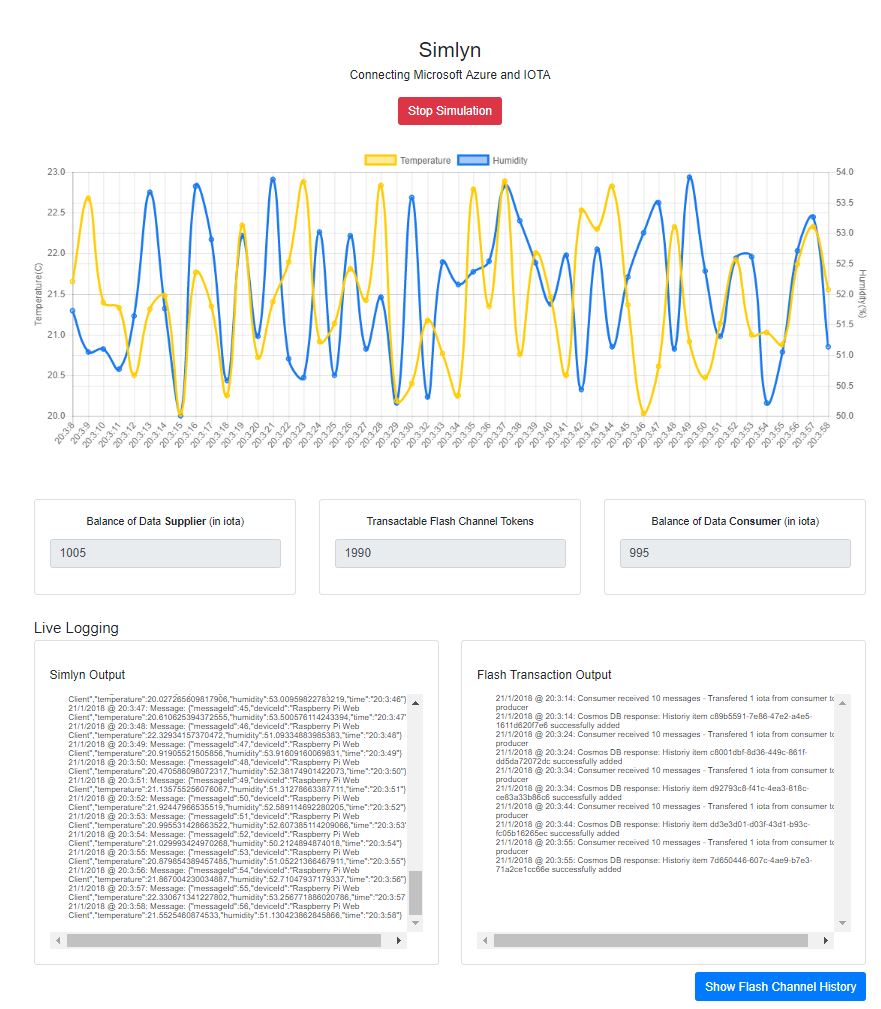 Simlyn
Connecting Microsoft Azure and IOTA
Stop Simulation
Temperature Humidity
23.0
22.5
22.0
21.5
21.0
20.5
20.0
Temperature(C)
54.0
53.5
53.0
52.5
52.0
51.5
51.0
50.5
50.0
Humidity(%)
20:3:8
20:3:9
20:3:10
20:3:11
20:3:12
20:3:13
20:3:14
20:3:15
20:3:16
20:3:17
20:3:18
20:3:19
20:3:20
20:3:21
20:3:22
20:3:23
20:3:24
20:3:25
20:3:26
20:3:27
20:3:28
20:3:29
20:3:30
20:3:32
20:3:33
20:3:34
20:3:35
20:3:36
20:3:37
20:3:38
20:3:39
20:3:40
20:3:41
20:3:42
20:3:43
20:3:44
20:3:45
20:3:46
20:3:47
20:3:48
20:3:49
20:3:50
20:3:51
20:3:52
20:3:53
20:3:54
20:3:55
20:3:56
20:3:57
20:3:58
Balance of Data Supplier (in iota)
1005
Transactable Flash Channel Tokens
1990
Balance of Data Consumer (in iota)
995
Live Logging
Simlyn Output
Client","temperature":20.027265609817906,"humidity":53.00959822783219,"time":"20:3:46"}
21/1/2018 @ 20:3:47: Message: {"messageId":45,"deviceId":"Raspberry Pi Web
Client","temperature":20.610625394372555,"humidity":53.500576114243394,"time":"20:3:47"
21/1/2018 @ 20:3:48: Message: {"messageId":46,"deviceId":"Raspberry Pi Web
Client","temperature":22.32934157370472,"humidity":51.09334883985383,"time":"20:3:48"}
21/1/2018 @ 20:3:49: Message: {"messageId":47,"deviceId":"Raspberry Pi Web
Client","temperature":20.91905521505856,"humidity":53.9160916009831,"time":"20:3:49"}
21/1/2018 @ 20:3:50: Message: {"messageId":48,"deviceId":"Raspberry Pi Web
Client","temperature":20.470586098072317,"humidity":52.38174901422073,"time":"20:3:50"}
21/1/2018 @ 20:3:51: Message: {"messageId":49,"deviceId":"Raspberry Pi Web
Client","temperature":21.135755256076067,"humidity":51.31278663387711,"time":"20:3:51"}
21/1/2018 @ 20:3:52: Message: {"messageId":50,"deviceId":"Raspberry Pi Web
Client","temperature":21.9244796653​5519,"humidity":52.589114692280205,"time":"20:3:52"}
21/1/2018 @ 20:3:53: Message: {"messageId":51,"deviceId":"Raspberry Pi Web
Client","temperature":20.995531428663522,"humidity":52.607385114209066,"time":"20:3:53"
21/1/2018 @ 20:3:54: Message: {"messageId":52,"deviceId":"Raspberry Pi Web
Client","temperature":21.029993424970268,"humidity":50.2124894874018,"time":"20:3:54"}
21/1/2018 @ 20:3:55: Message: {"messageId":53,"deviceId":"Raspberry Pi Web
Client","temperature":20.879854389457485,"humidity":51.05221366467911,"time":"20:3:55"}
21/1/2018 @ 20:3:56: Message: {"messageId":54,"deviceId":"Raspberry Pi Web
Client","temperature":21.867004230034887,"humidity":52.71047937179337,"time":"20:3:56"}
21/1/2018 @ 20:3:57: Message: {"messageId":55,"deviceId":"Raspberry Pi Web
Client","temperature":22.330671341227802,"humidity":53.256771886020786,"time":"20:3:57
21/1/2018 @ 20:3:58: Message: {"messageId":56,"deviceId":"Raspberry Pi Web
Client","temperature":21.5525460874533,"humidity":51.130423862845866,"time":"20:3:58"}
Flash Transaction Output
21/1/2018 @ 20:3:14: Consumer received 10 messages - Transfered 1 iota from consumer to
producer
21/1/2018 @ 20:3:14: Cosmos DB response: Historiy item c89b5591-7e86-47e2-a4e5-
1611d620f7e6 successfully added
21/1/2018 @ 20:3:24: Consumer received 10 messages - Transfered 1 iota from consumer to
producer
21/1/2018 @ 20:3:24: Cosmos DB response: Historiy item c8001dbf-8d36-449c-861f-
dd5da72072dc successfully added
21/1/2018 @ 20:3:34: Consumer received 10 messages - Transfered 1 iota from consumer to
producer
21/1/2018 @ 20:3:34: Cosmos DB response: Historiy item d92793c8-f41c-4ea3-818c-
ce83a33b86c6 successfully added
21/1/2018 @ 20:3:44: Consumer received 10 messages - Transfered 1 iota from consumer to
producer
21/1/2018 @ 20:3:44: Cosmos DB response: Historiy item dd3e3d01-d03f-43d1-b93c-
fc05b16265ec successfully added
21/1/2018 @ 20:3:55: Consumer received 10 messages - Transfered 1 iota from consumer to
producer
21/1/2018 @ 20:3:55: Cosmos DB response: Historiy item 7d650446-607c-4ae9-b7e3-
71a2ce1cc66e successfully added
Show Flash Channel History